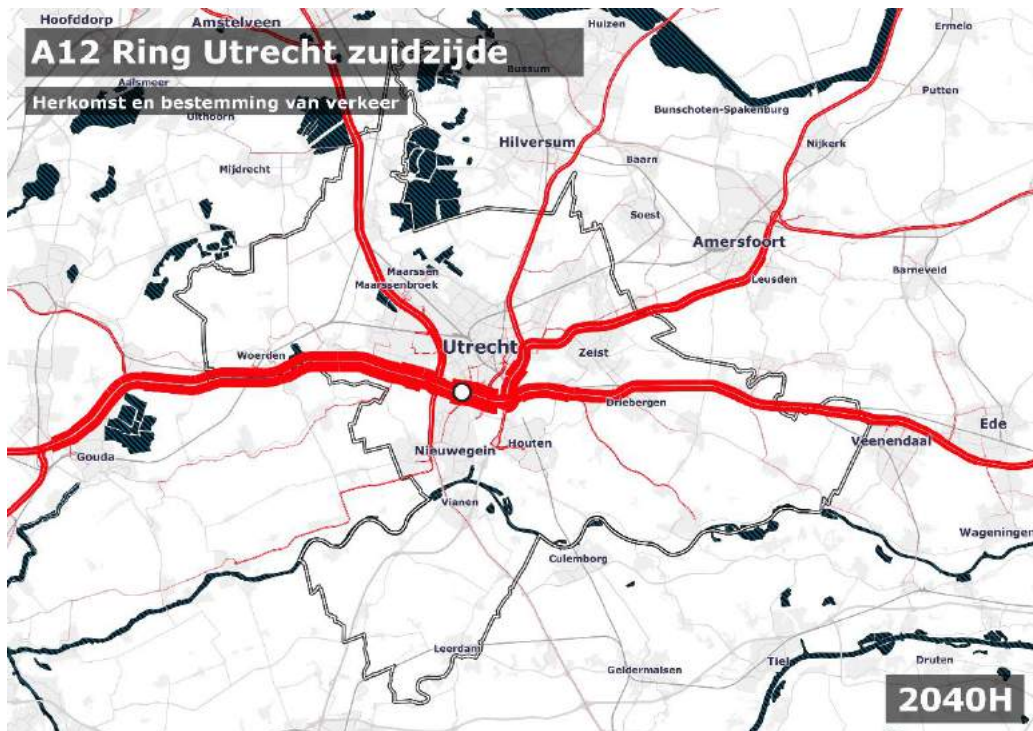 Hoofddorp
Amstelveen
Huizen
Ermelo
A12 Ring Utrecht zuidzijde
Bussum
Aalsmeer
Putten
Herkomst en bestemming van verkeer
Uithoorn
Bunschoten-Spakenburg
Hilversum
Nijkerk
Baarn
Mijdrecht
Soest
Amersfoort
Maarssen
Barneveld
Leusden
Maarssenbroek
Utrecht
Woerden
Zeist
Driebergen
Ede
Veenendaal
Houten
Nieuwegein
Gouda
Vianen
Wageningen
Culemborg
Leerdam
Tiel
Druten
Geldermalsen
2040H